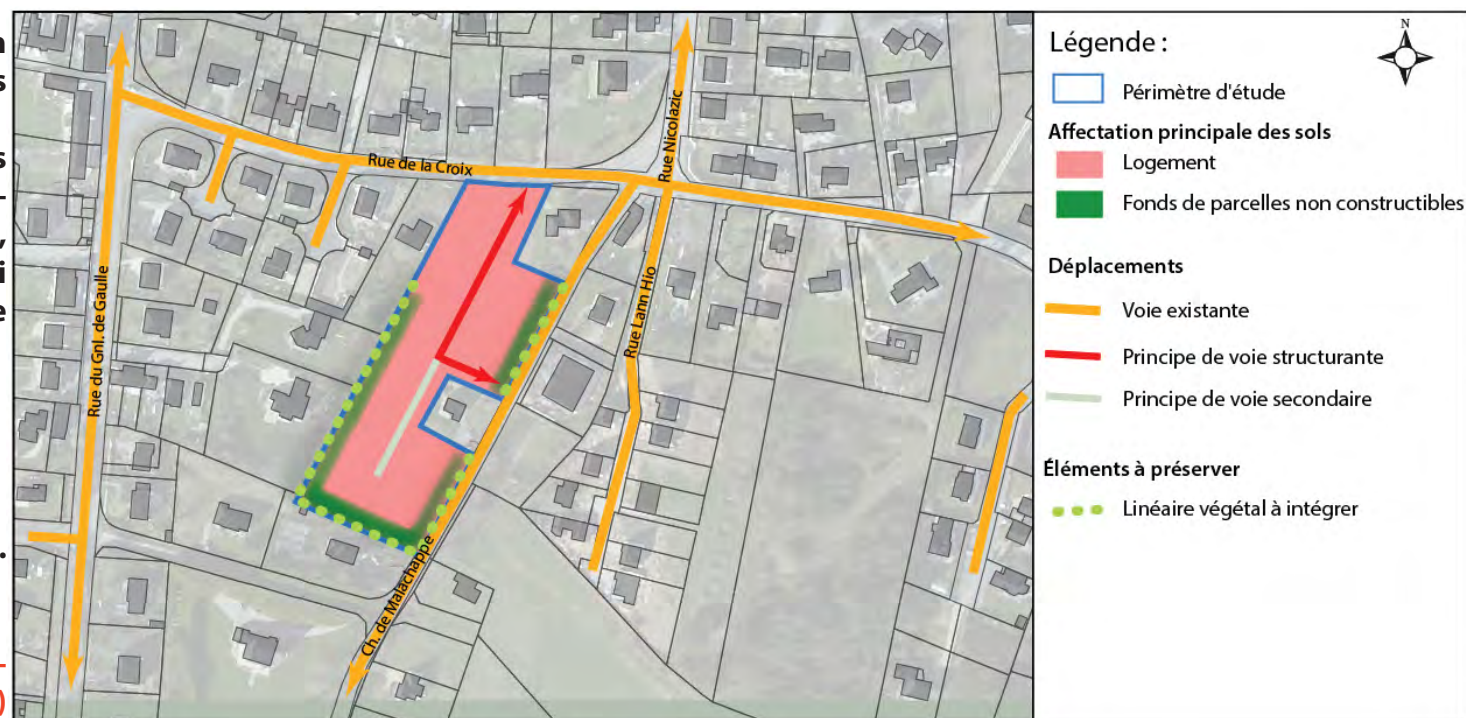 n
s
s
-
,
i
e
.
-
)
Rue de la Croix
Rue Nicolazic
Rue du Gnl. de Gaulle
Rue Lann Hio
Ch. de Malachappe
Légende :
N
Périmètre d'étude
Affectation principale des sols
Logement
Fonds de parcelles non constructibles
Déplacements
Voie existante
Principe de voie structurante
Principe de voie secondaire
Éléments à préserver
Linéaire végétal à intégrer